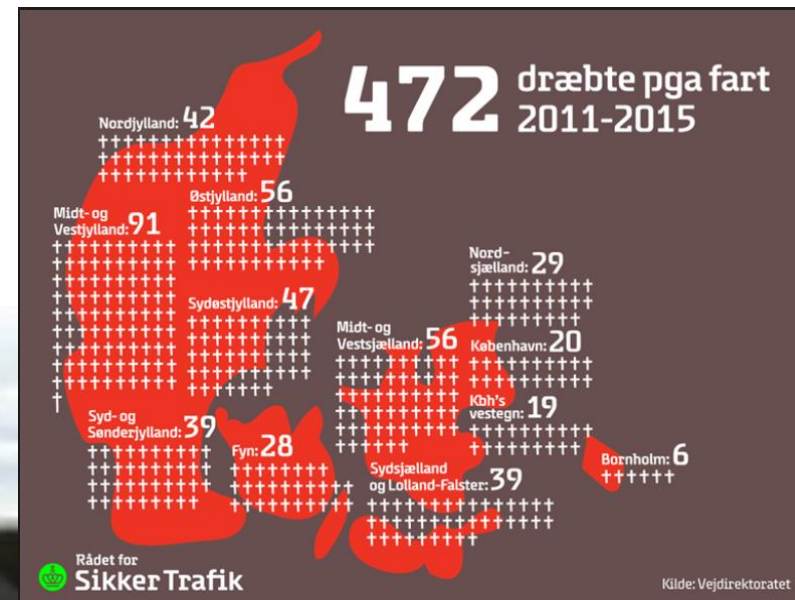 472 dræbte pga fart
2011-2015
Nordjylland: 42
Østjylland: 56
Midt- og
Vestjylland: 91
Sydøstjylland: 47
Syd- og
Sønderjylland: 39
Fyn: 28
Midt- og
Vestsjælland: 56
Nord-
sjælland: 29
København: 20
Kbh's
vestegn: 19
Sydsjælland
og Lolland-Falster: 39
Bornholm: 6
Rådet for
Sikker Trafik
Kilde: Vejdirektoratet